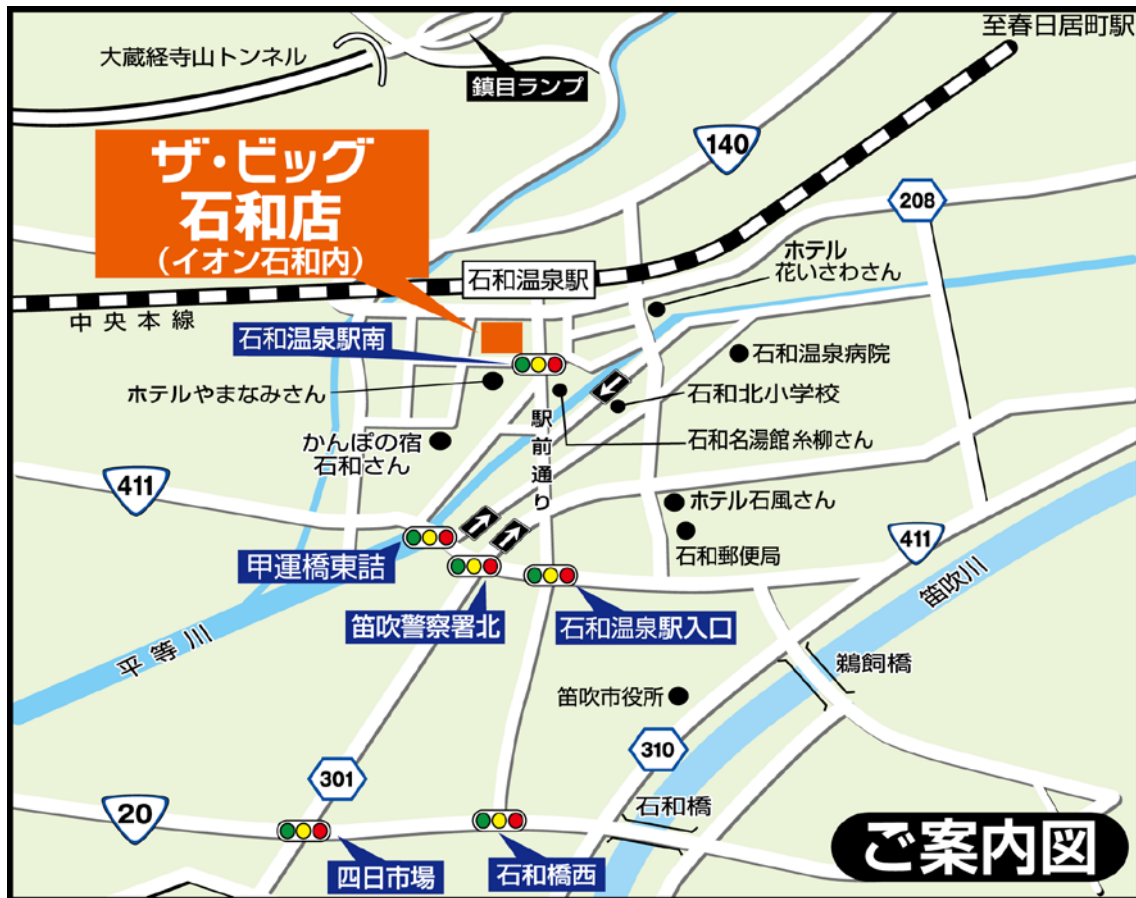 至春日居町駅
大蔵経寺山トンネル
鎮目ランプ
140
ザ・ビッグ
石和店
(イオン石和内)
208
ホテル
花いさわさん
石和温泉駅
中央本線
石和温泉駅南
石和温泉病院
ホテルやまなみさん
石和北小学校
駅前通り
石和名湯館 糸柳さん
かんぽの宿
石和さん
411
ホテル石風さん
411
石和郵便局
甲運橋東詰
笛吹川
笛吹警察署北
石和温泉駅入口
平等川
鵜飼橋
笛吹市役所
310
301
20
石和橋
四日市場
石和橋西
ご案内図